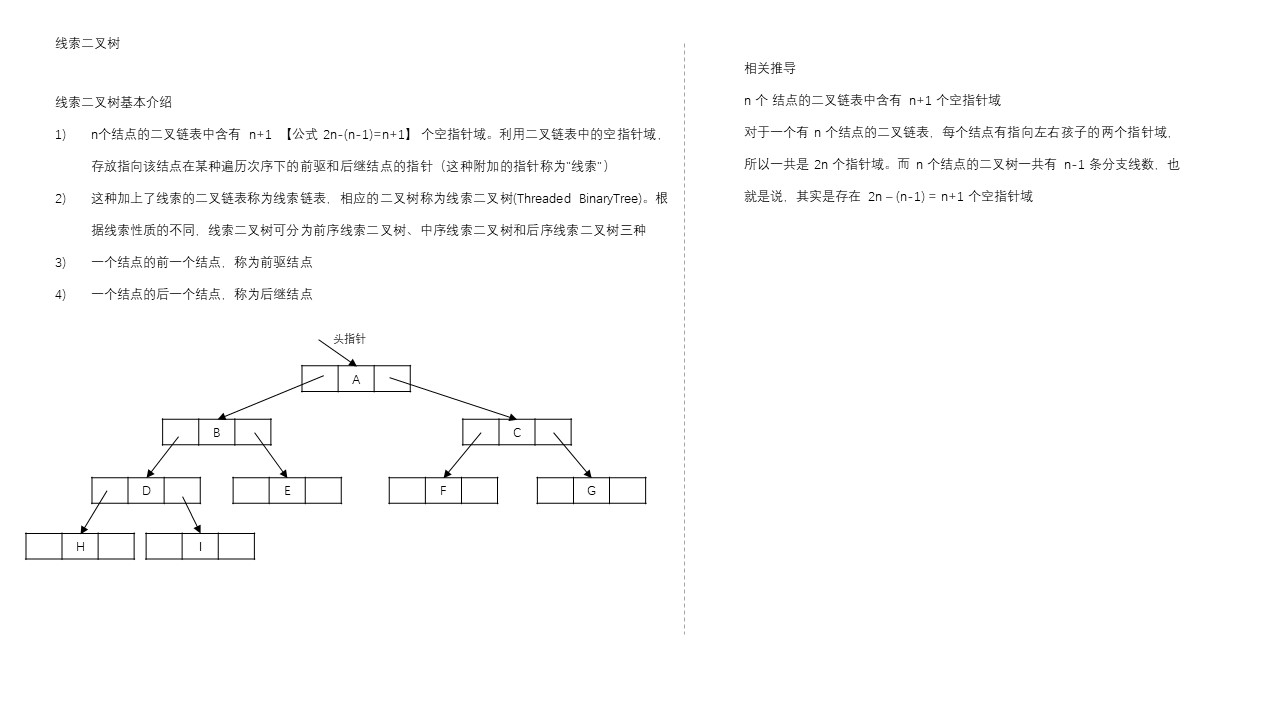 线索二叉树
线索二叉树基本介绍
1) n个结点的二叉链表中含有 n+1 【公式 2n-(n-1)=n+1】 个空指针域。利用二叉链表中的空指针域，
存放指向该结点在某种遍历次序下的前驱和后继结点的指针（这种附加的指针称为"线索"）
2) 这种加上了线索的二叉链表称为线索链表，相应的二叉树称为线索二叉树(Threaded BinaryTree)。根
据线索性质的不同，线索二叉树可分为前序线索二叉树、中序线索二叉树和后序线索二叉树三种
3) 一个结点的前一个结点，称为前驱结点
4) 一个结点的后一个结点，称为后继结点
头指针
A
B
C
D
E
F
G
H
I
相关推导
n 个 结点的二叉链表中含有 n+1 个空指针域
对于一个有 n 个结点的二叉链表，每个结点有指向左右孩子的两个指针域，
所以一共是 2n 个指针域。而 n 个结点的二叉树一共有 n-1 条分支线数，也
就是说，其实是存在 2n – (n-1) = n+1 个空指针域